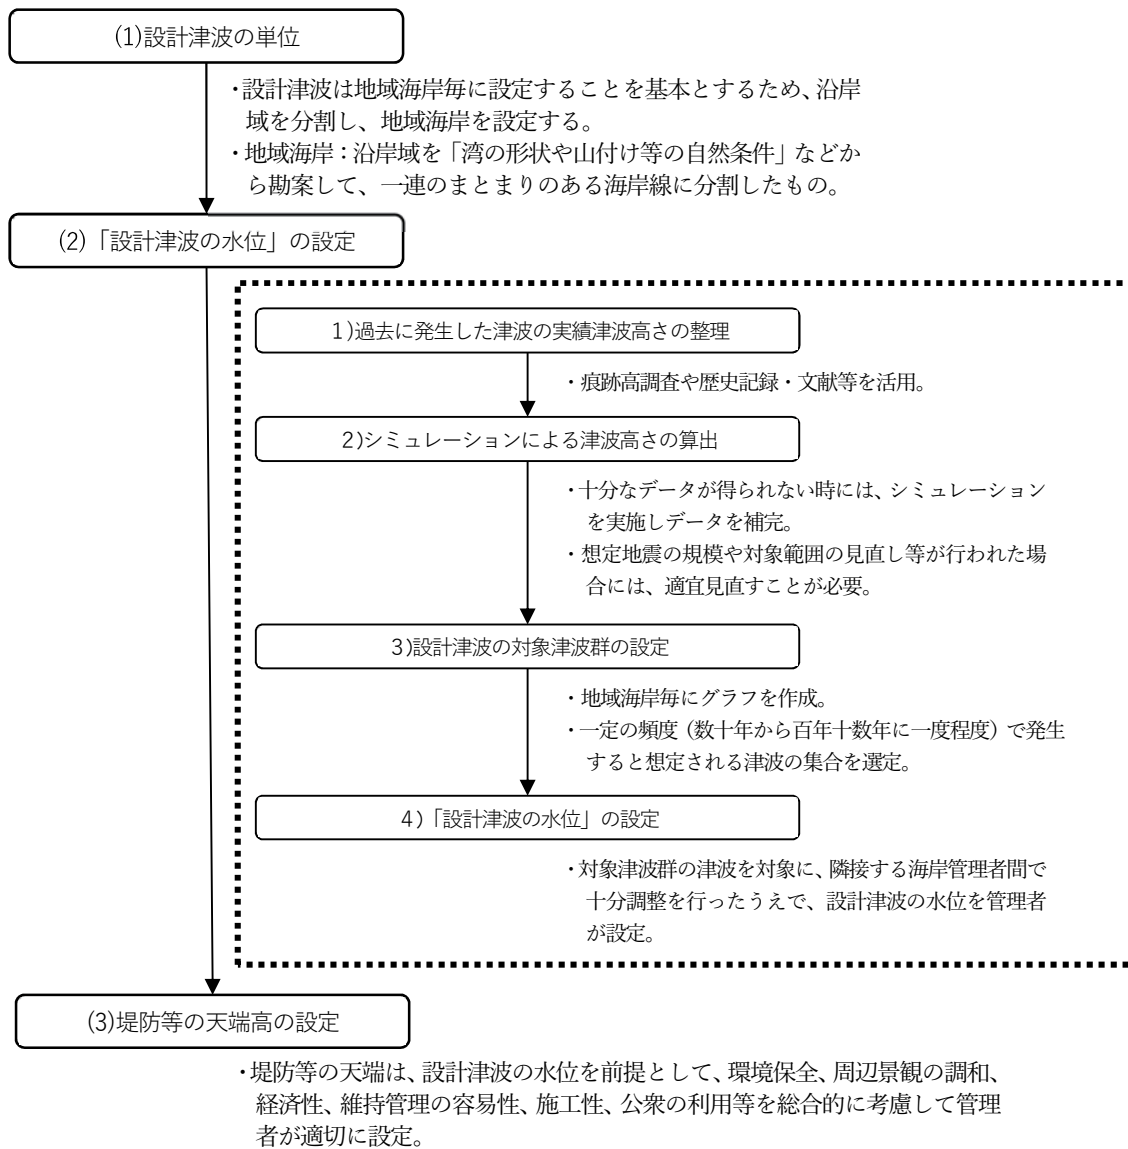 (1)設計津波の単位
・設計津波は地域海岸毎に設定することを基本とするため、沿岸
域を分割し、地域海岸を設定する。
・地域海岸：沿岸域を「湾の形状や山付け等の自然条件」などか
ら勘案して、一連のまとまりのある海岸線に分割したもの。
(2)「設計津波の水位」の設定
1)過去に発生した津波の実績津波高さの整理
・痕跡高調査や歴史記録・文献等を活用。
2)シミュレーションによる津波高さの算出
・十分なデータが得られない時には、シミュレーション
を実施しデータを補完。
・想定地震の規模や対象範囲の見直し等が行われた場
合には、適宜見直すことが必要。
3)設計津波の対象津波群の設定
・地域海岸毎にグラフを作成。
・一定の頻度（数十年から百年十数年に一度程度）で発生
すると想定される津波の集合を選定。
4)「設計津波の水位」の設定
・対象津波群の津波を対象に、隣接する海岸管理者間で
十分調整を行ったうえで、設計津波の水位を管理者
が設定。
(3)堤防等の天端高の設定
・堤防等の天端は、設計津波の水位を前提として、環境保全、周辺景観の調和、
経済性、維持管理の容易性、施工性、公衆の利用等を総合的に考慮して管理
者が適切に設定。